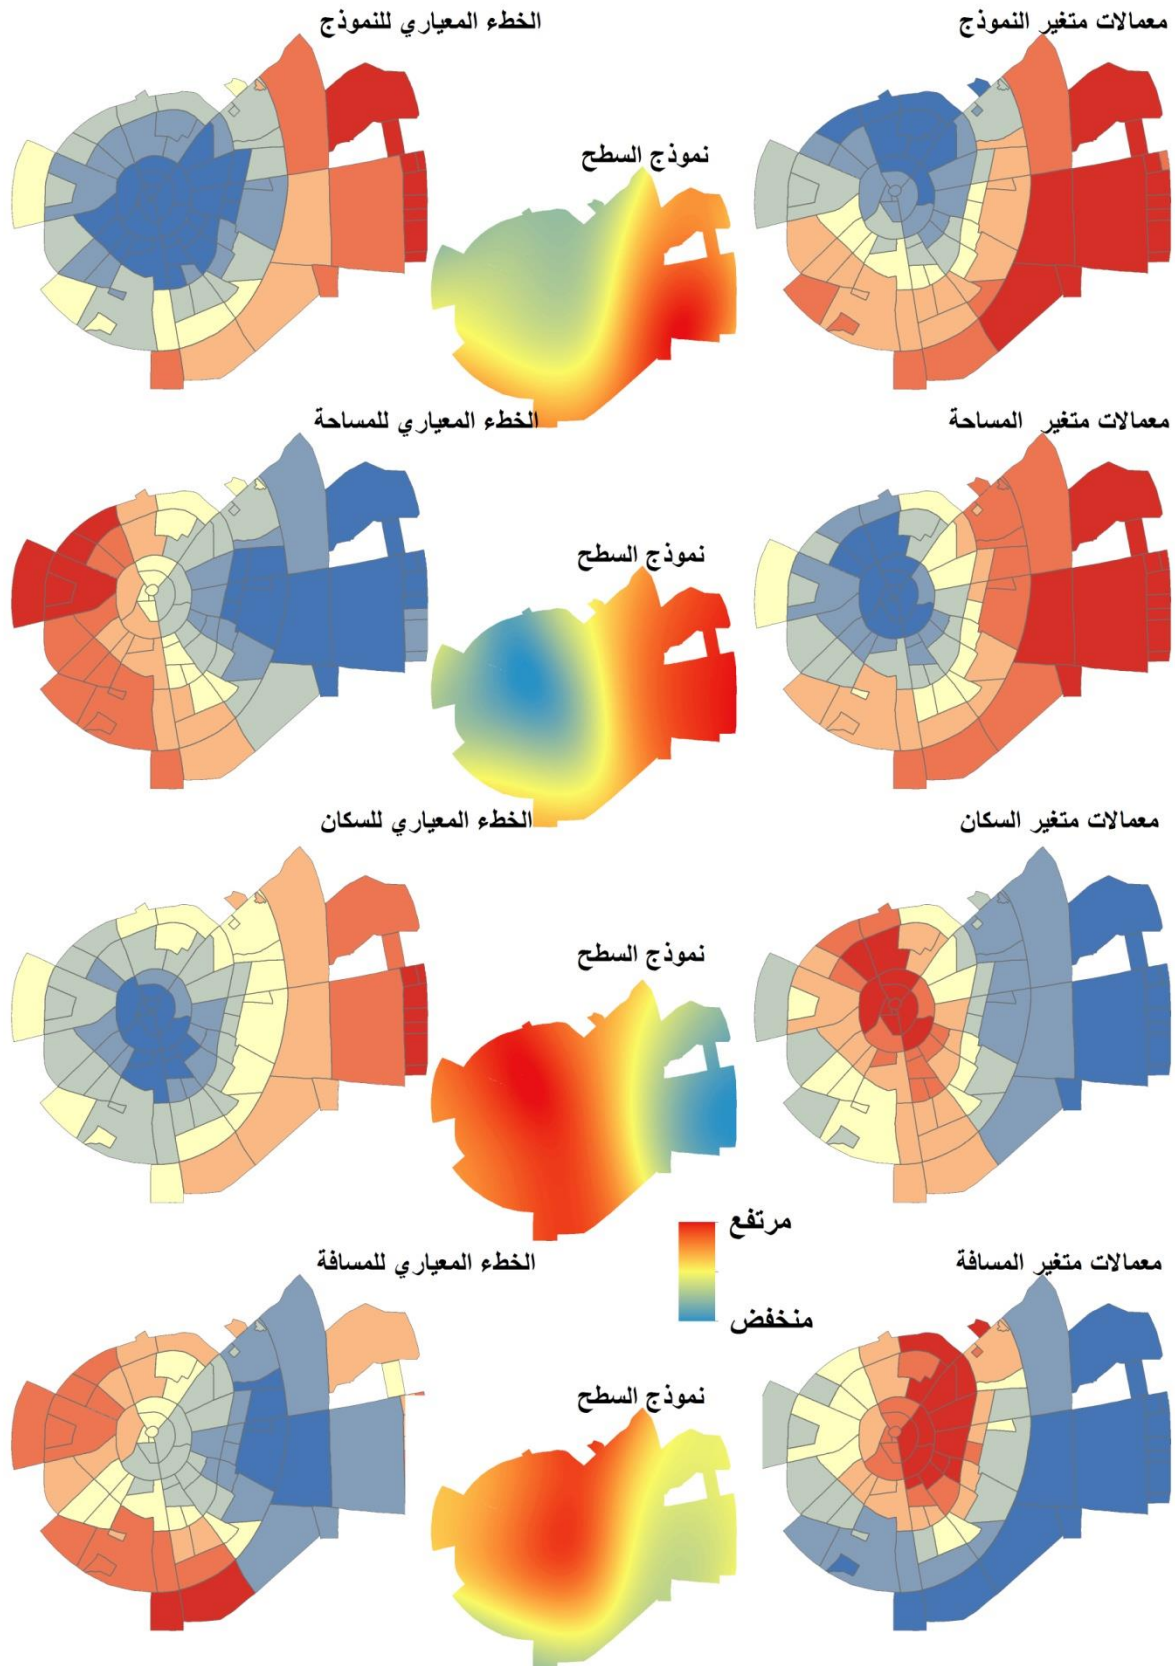 معمالات متغير النموذج
الخطء المعياري للنموذج
نموذج السطح
معمالات متغير المساحة
الخطء المعياري للمساحة
نموذج السطح
معمالات متغير السكان
الخطء المعياري للسكان
نموذج السطح
مرتفع
منخفض
معمالات متغير المسافة
الخطء المعياري للمسافة
نموذج السطح